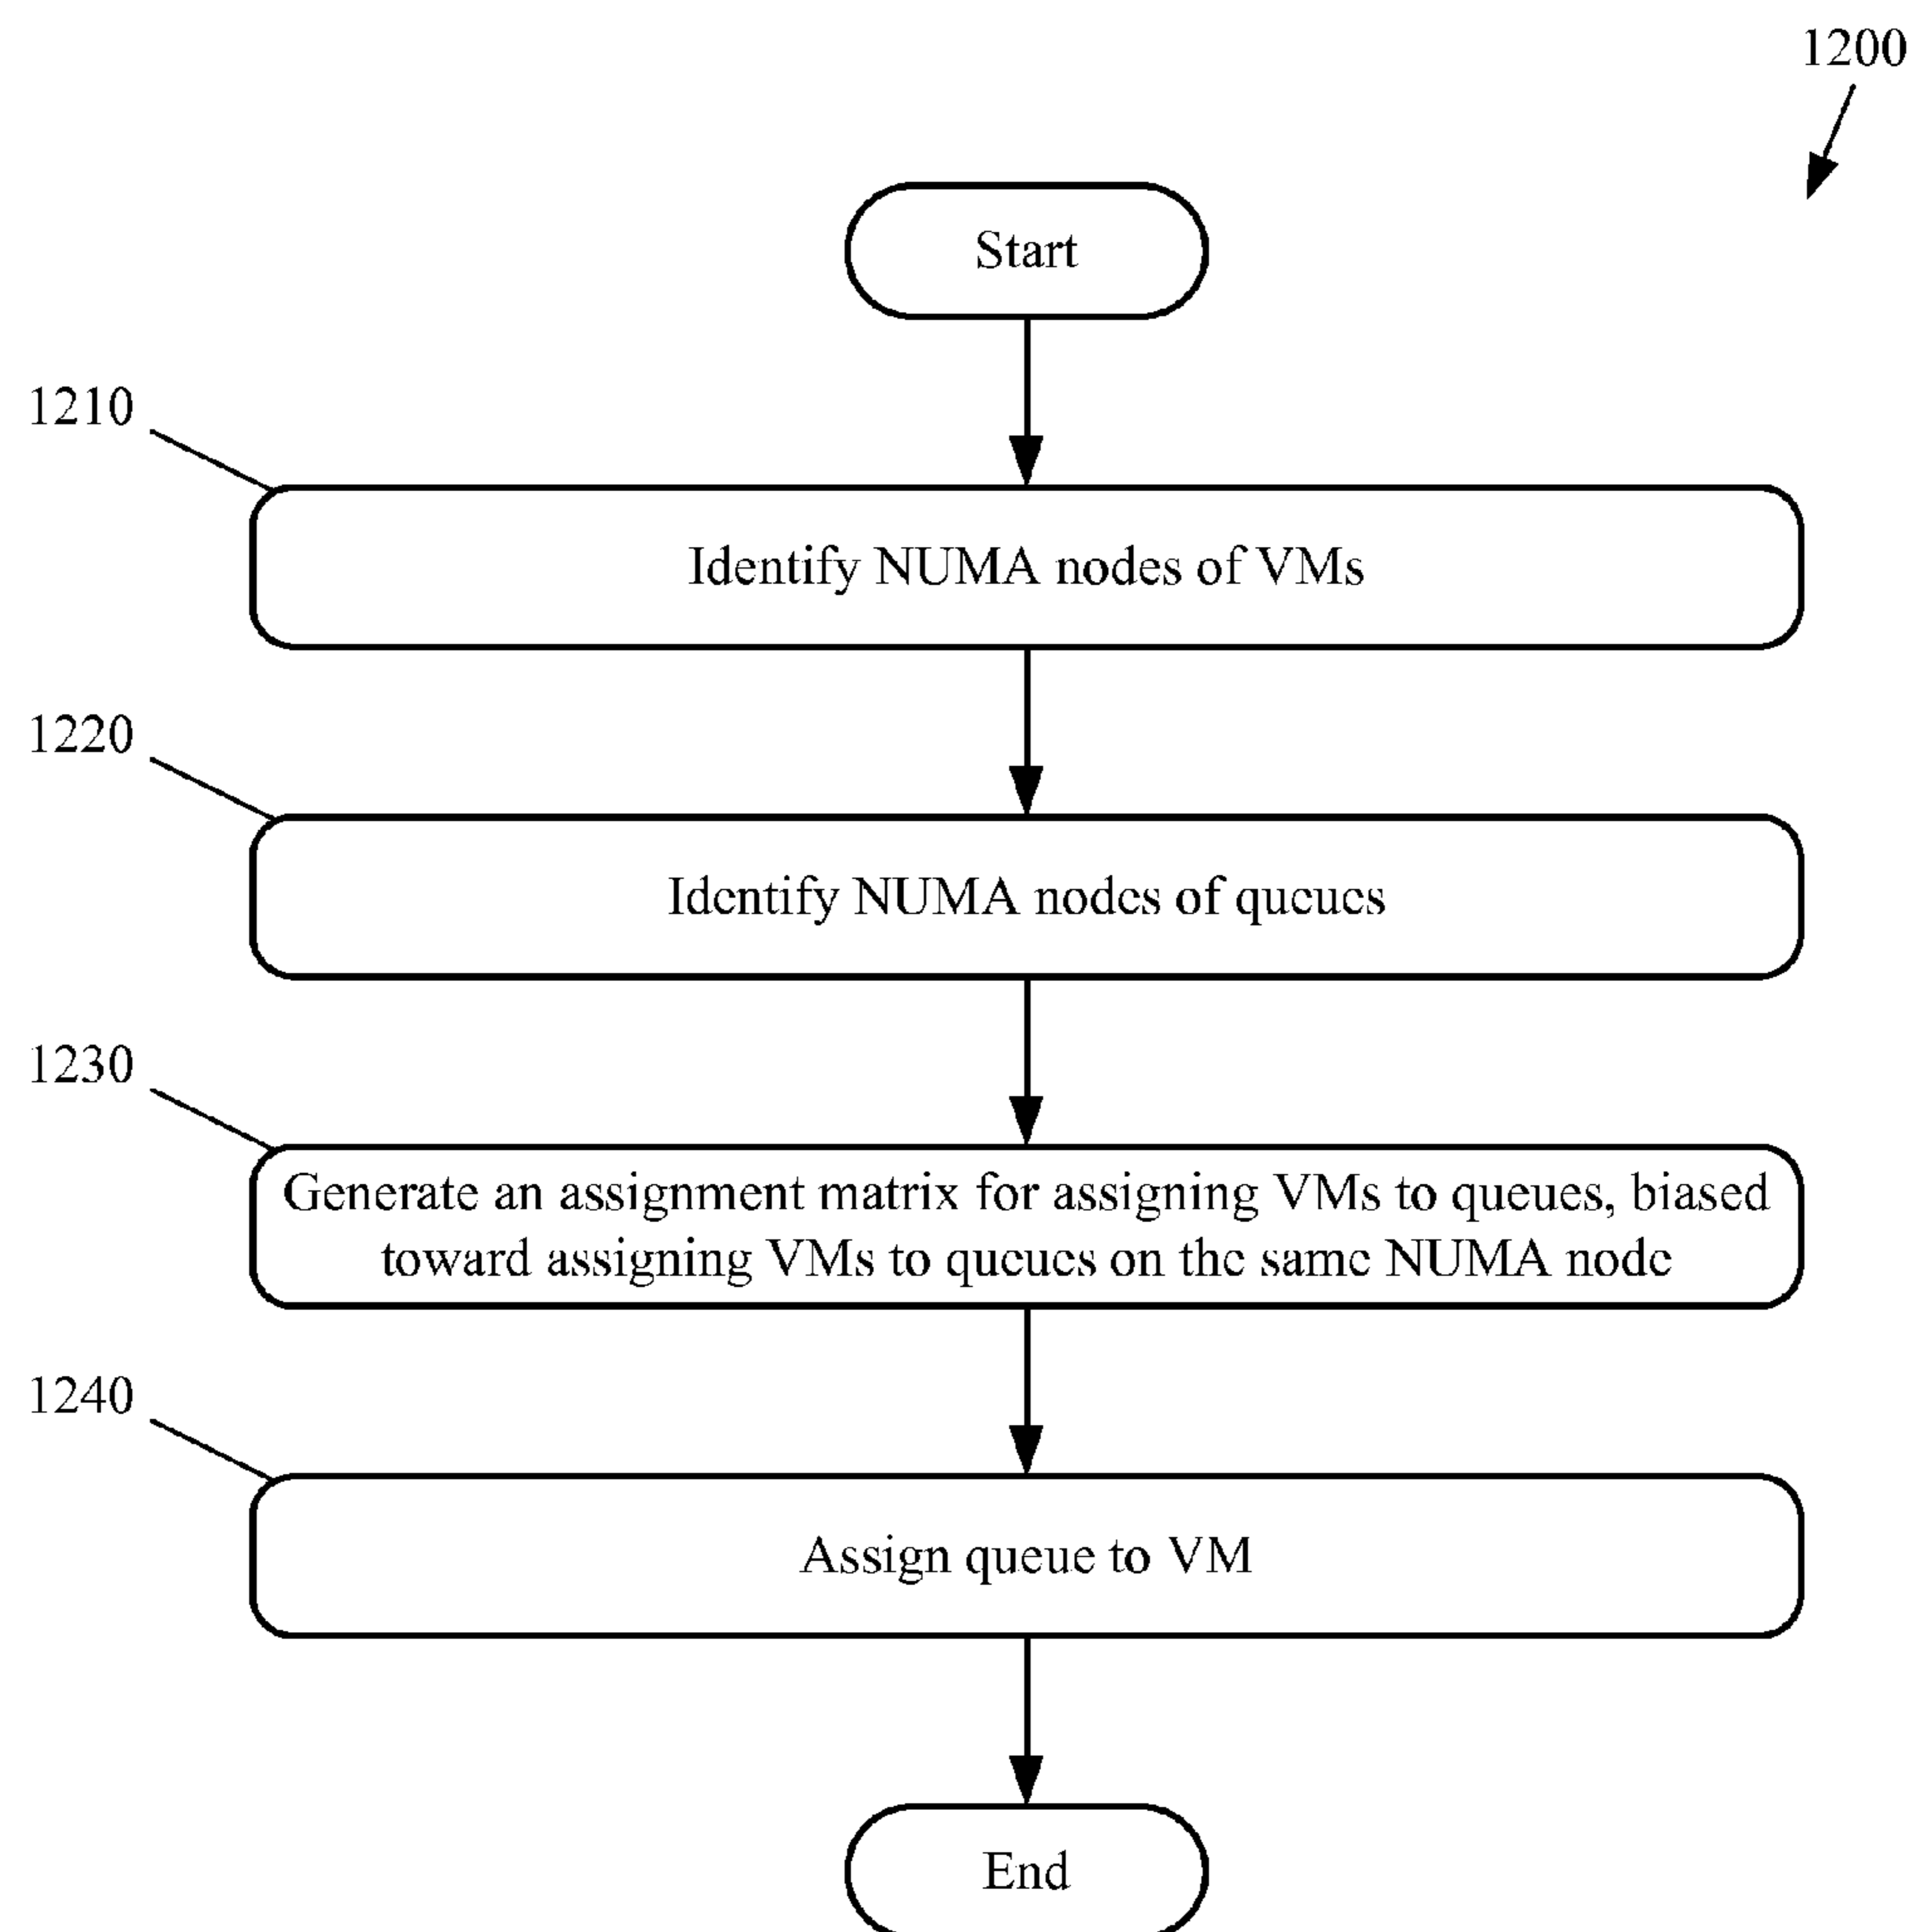 1200
Start
1210
Identify NUMA nodes of VMs
1220
Identify NUMA nodes of queues
1230
Generate an assignment matrix for assigning VMs to queues, biased
toward assigning VMs to queues on the same NUMA node
1240
Assign queue to VM
End